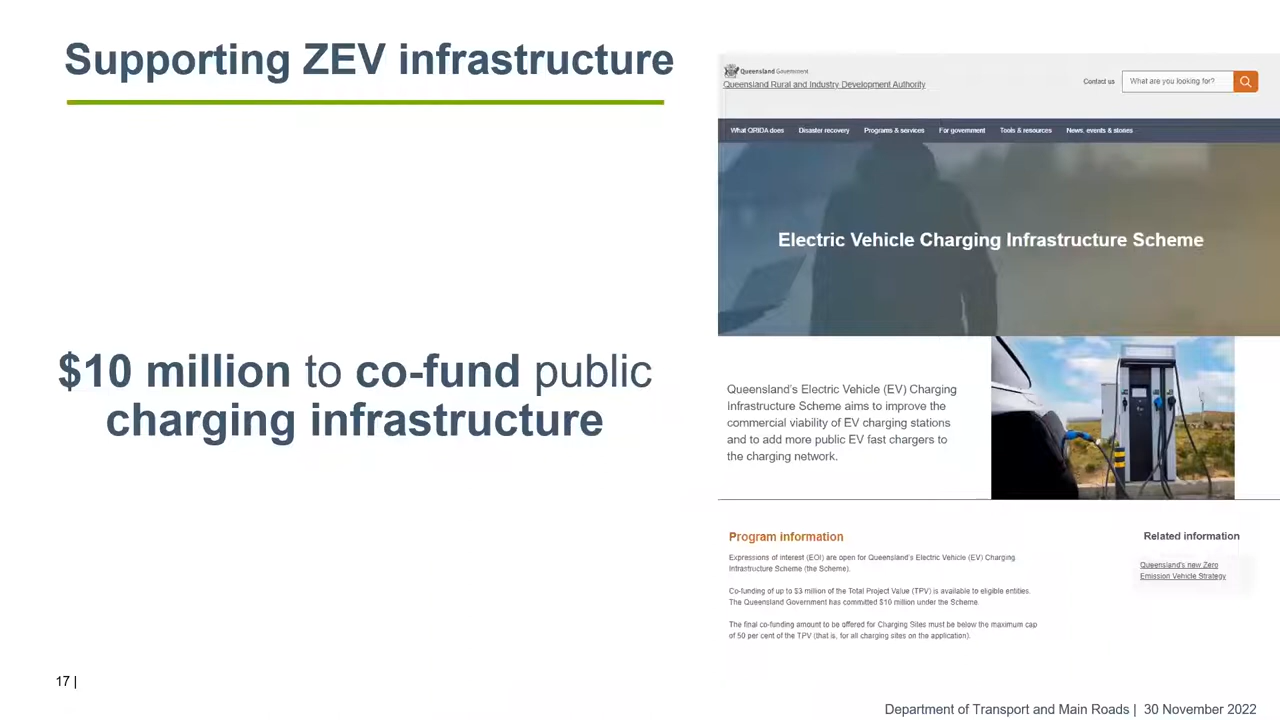 Supporting ZEV infrastructure
$10 million to co-fund public
charging infrastructure
Queensland Government
Queensland Rural and Industry Development Authority
Contact us
What are you looking for?
What QRIDA does Disaster recovery Programs & services For government Tools & resources News, events & stories
Electric Vehicle Charging Infrastructure Scheme
Queensland's Electric Vehicle (EV) Charging
Infrastructure Scheme aims to improve the
commercial viability of EV charging stations
and to add more public EV fast chargers to
the charging network.
Program information
Expressions of interest (EOI) are open for Queensland's Electric Vehicle (EV) Charging
Infrastructure Scheme (the Scheme).
Co-funding of up to $3 million of the Total Project Value (TPV) is available to eligible entities.
The Queensland Government has committed $10 million under the Scheme
The final co-funding amount to be offered for Charging Sites must be below the maximum cap
of 50 per cent of the TPV (that is, for all charging sites on the application).
Related information
Queensland's new Zero
Emission Vehicle Strategy
17 |
Department of Transport and Main Roads | 30 November 2022